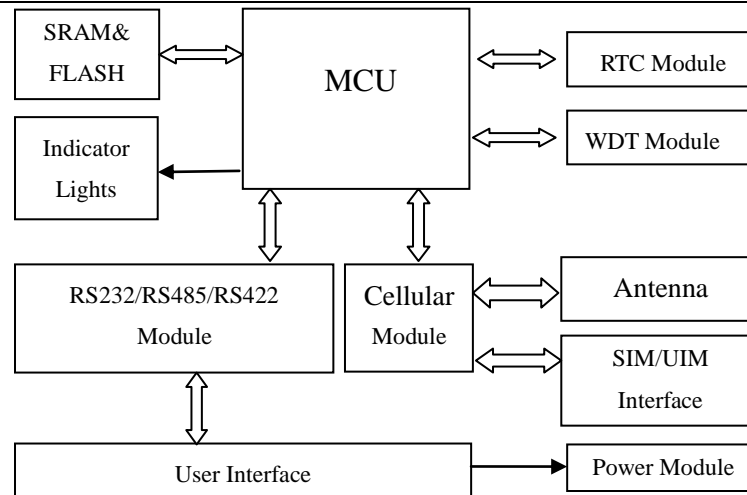 SRAM&
FLASH
MCU
RTC Module
WDT Module
Indicator
Lights
RS232/RS485/RS422
Module
Cellular
Module
Antenna
SIM/UIM
Interface
User Interface
Power Module